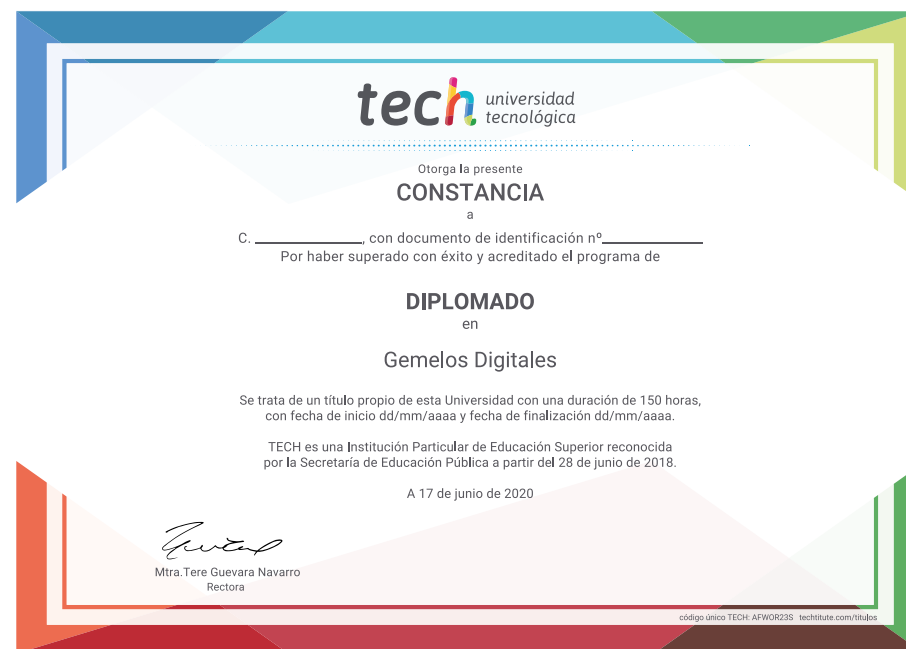 tech universidad
tecnológica
Otorga la presente
CONSTANCIA
a
C. ____________, con documento de identificación nº____________
Por haber superado con éxito y acreditado el programa de
DIPLOMADO
en
Gemelos Digitales
Se trata de un título propio de esta Universidad con una duración de 150 horas,
con fecha de inicio dd/mm/aaaa y fecha de finalización dd/mm/aaaa.
TECH es una Institución Particular de Educación Superior reconocida
por la Secretaría de Educación Pública a partir del 28 de junio de 2018.
A 17 de junio de 2020
Mtra.Tere Guevara Navarro
Rectora
código único TECH: AFWOR23S techtitute.com/titulos